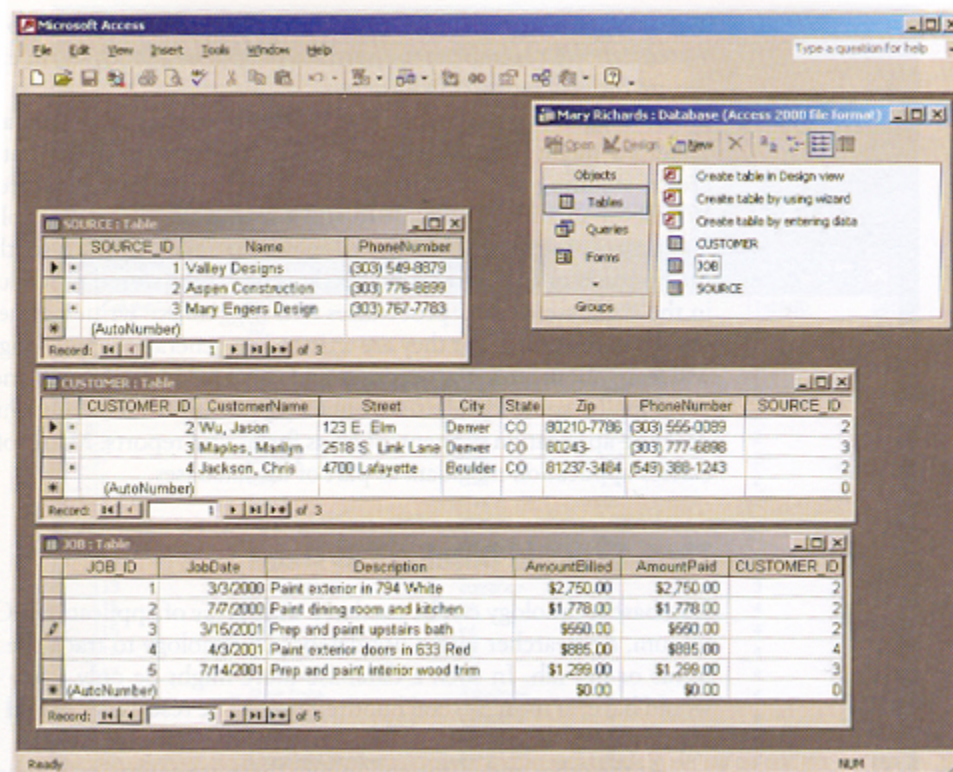 Microsoft Access
File Edit View Insert Tools Window Help
Type a question for help
Mary Richards : Database (Access 2000 file format)
Open Design New
Objects
Tables
Queries
Forms
Groups
Create table in Design view
Create table by using wizard
Create table by entering data
CUSTOMER
JOB
SOURCE
SOURCE : Table
SOURCE_ID Name PhoneNumber
1 Valley Designs (303) 549-8879
2 Aspen Construction (303) 776-8899
3 Mary Engers Design (303) 767-7783
(AutoNumber)
Record: 1 of 3
CUSTOMER : Table
CUSTOMER_ID CustomerName Street City State Zip PhoneNumber SOURCE_ID
2 Wu, Jason 123 E. Elm Denver CO 80210-7786 (303) 555-0089 2
3 Maples, Marilyn 2518 S. Link Lane Denver CO 80243- (303) 777-6898 3
4 Jackson, Chris 4700 Lafayette Boulder CO 81237-3484 (549) 388-1243 2
(AutoNumber) 0
Record: 1 of 3
JOB : Table
JOB_ID JobDate Description AmountBilled AmountPaid CUSTOMER_ID
1 3/3/2000 Paint exterior in 794 White $2,750.00 $2,750.00 2
2 7/7/2000 Paint dining room and kitchen $1,778.00 $1,778.00 2
3 3/15/2001 Prep and paint upstairs bath $550.00 $550.00 2
4 4/3/2001 Paint exterior doors in 633 Red $885.00 $885.00 4
5 7/14/2001 Prep and paint interior wood trim $1,299.00 $1,299.00 3
(AutoNumber) $0.00 $0.00 0
Record: 3 of 5
Ready NUM